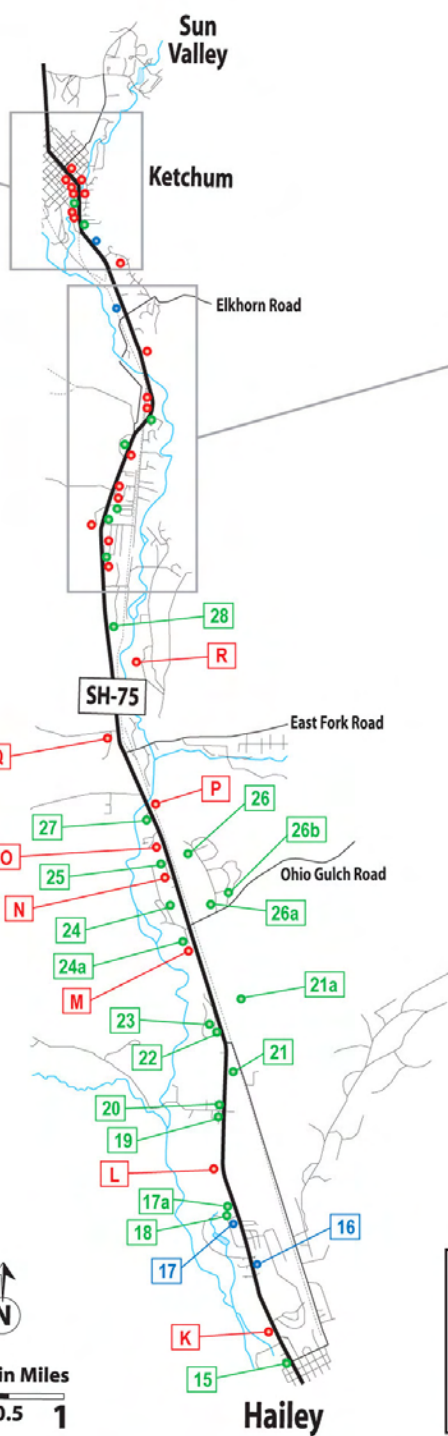 Sun
Valley
Ketchum
Elkhorn Road
28
R
SH-75
East Fork Road
Q
P
27
26
O
26b
25
Ohio Gulch Road
N
24
26a
24a
M
21a
23
22
21
20
19
L
17a
18
17
16
N
K
in Miles
15
0.5
1
Hailey